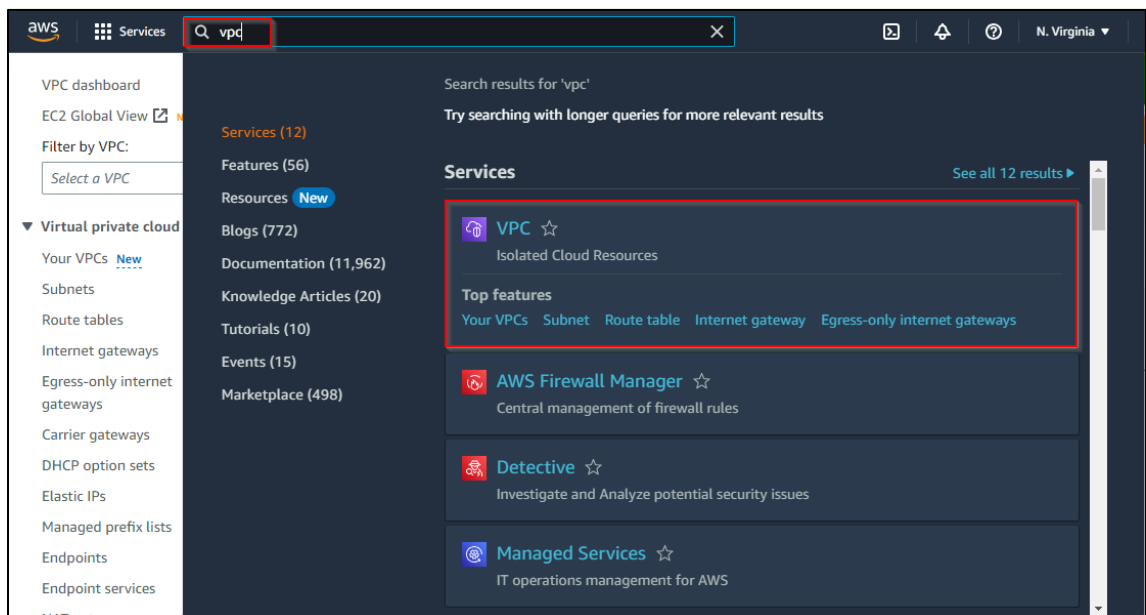 aws
Services
vpc
N. Virginia
VPC dashboard
EC2 Global View
Filter by VPC:
Select a VPC
Virtual private cloud
Your VPCs New
Subnets
Route tables
Internet gateways
Egress-only internet
gateways
Carrier gateways
DHCP option sets
Elastic IPs
Managed prefix lists
Endpoints
Endpoint services
Services (12)
Features (56)
Resources New
Blogs (772)
Documentation (11,962)
Knowledge Articles (20)
Tutorials (10)
Events (15)
Marketplace (498)
Search results for 'vpc'
Try searching with longer queries for more relevant results
Services
See all 12 results
VPC
Isolated Cloud Resources
Top features
Your VPCs Subnet Route table Internet gateway Egress-only internet gateways
AWS Firewall Manager
Central management of firewall rules
Detective
Investigate and Analyze potential security issues
Managed Services
IT operations management for AWS